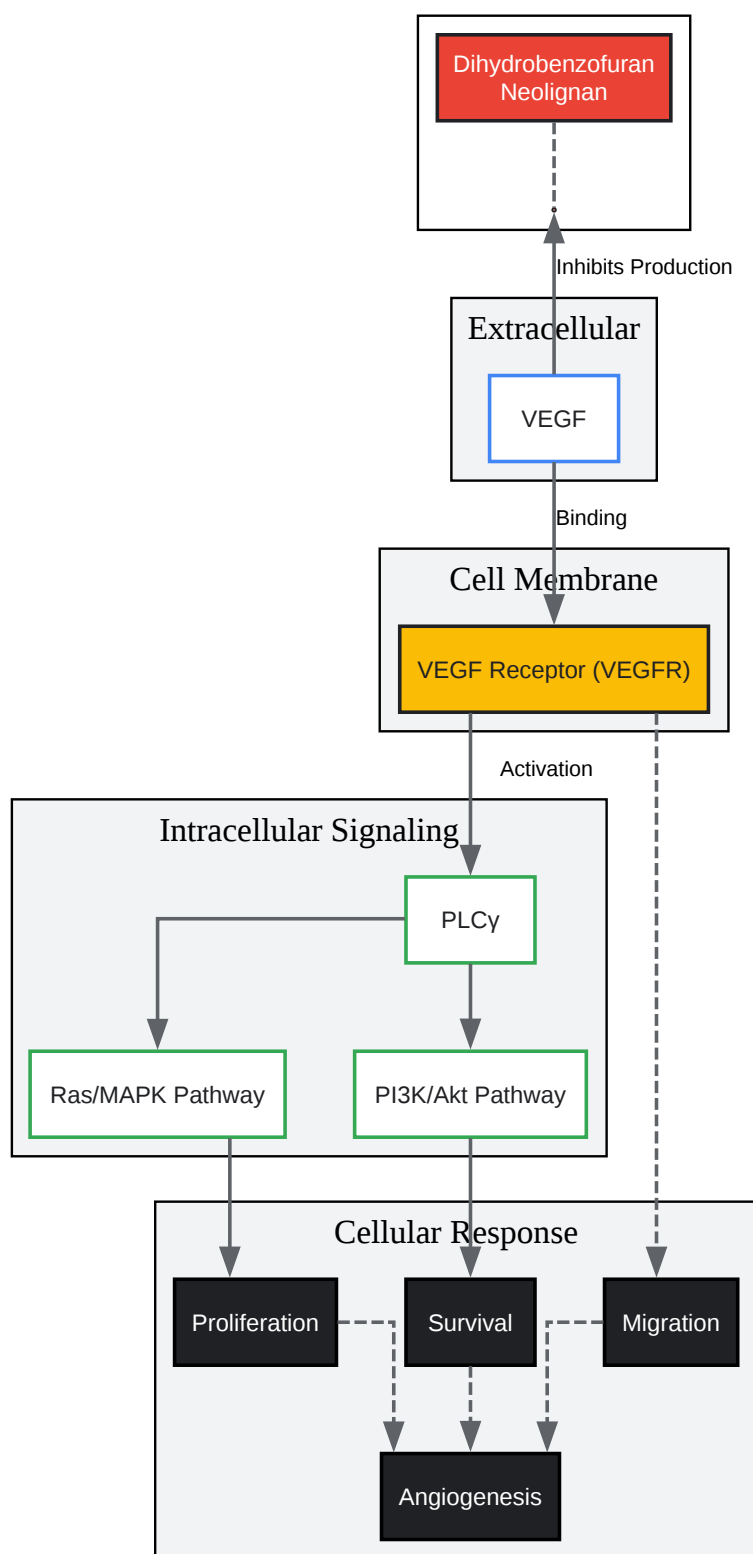 Dihydrobenzofuran
Neolignan
Inhibits Production
Extracellular
VEGF
Binding
Cell Membrane
VEGF Receptor (VEGFR)
Activation
Intracellular Signaling
PLCγ
Ras/MAPK Pathway
PI3K/Akt Pathway
Cellular Response
Proliferation
Survival
Migration
Angiogenesis